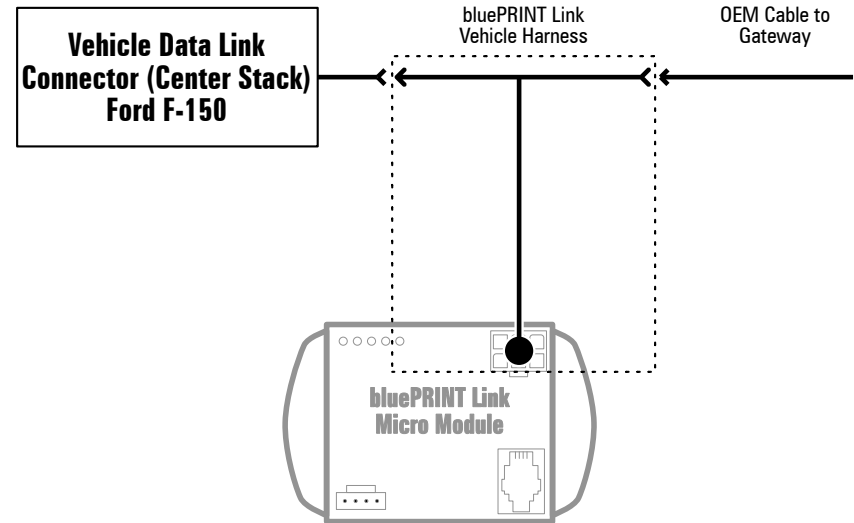 bluePRINT Link
Vehicle Harness
OEM Cable to
Gateway
Vehicle Data Link
Connector (Center Stack)
Ford F-150
bluePRINT Link
Micro Module